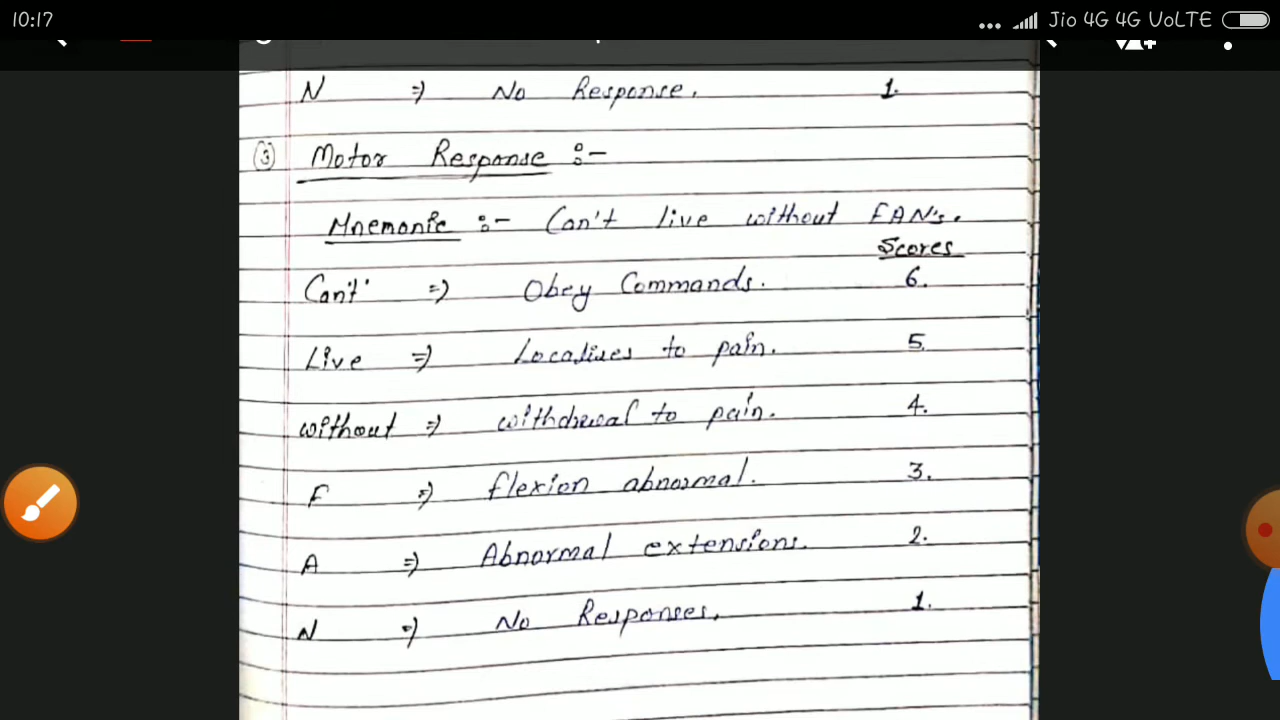 10:17
... Jio 4G 4G VoLTE
N => No Response. 1.
③ Motor Response :-
Mnemonic :- Can't live without FAN's.
Scores
Can't => Obey Commands. 6.
Live => Localises to pain. 5.
without => withdrawal to pain. 4.
F => flexion abnormal. 3.
A => Abnormal extensions. 2.
N => No Responses. 1.